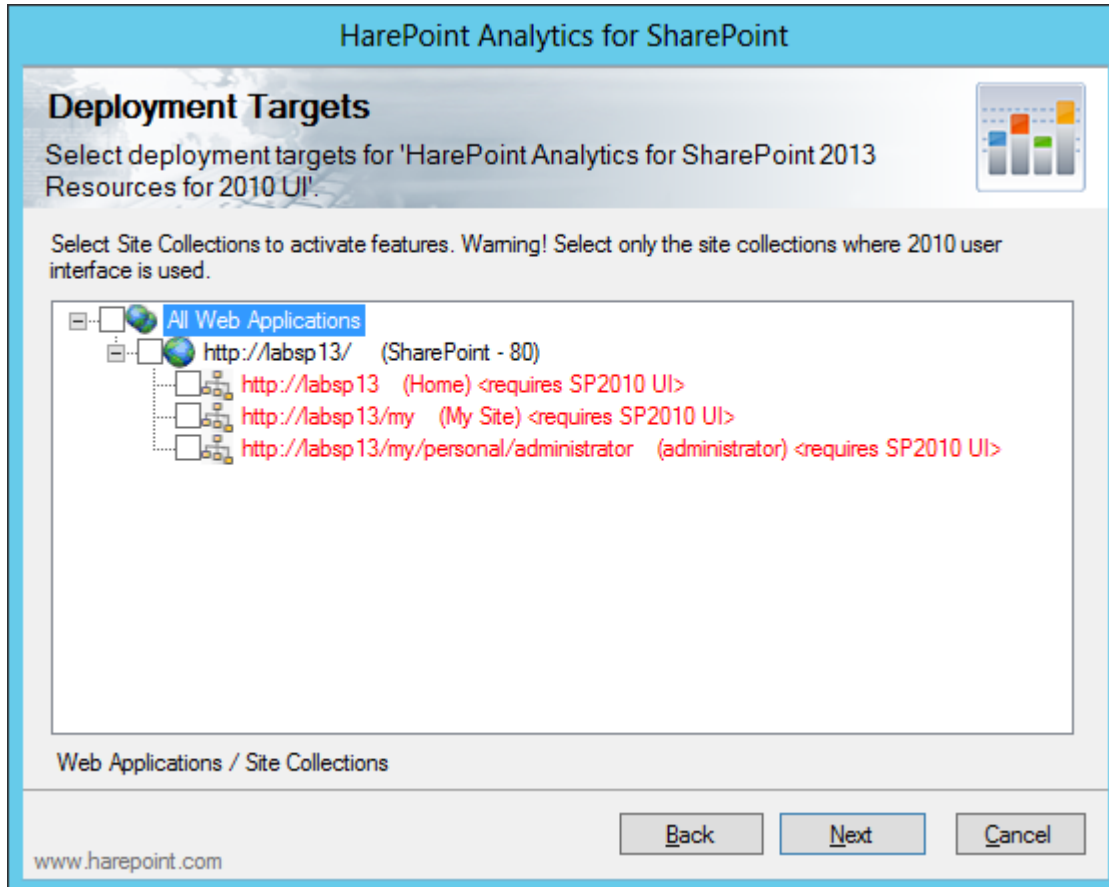 HarePoint Analytics for SharePoint
Deployment Targets
Select deployment targets for 'HarePoint Analytics for SharePoint 2013
Resources for 2010 UI'.
Select Site Collections to activate features. Warning! Select only the site collections where 2010 user
interface is used.
All Web Applications
http://labsp13/ (SharePoint - 80)
http://labsp13 (Home) <requires SP2010 UI>
http://labsp13/my (My Site) <requires SP2010 UI>
http://labsp13/my/personal/administrator (administrator) <requires SP2010 UI>
Web Applications / Site Collections
Back Next Cancel
www.harepoint.com